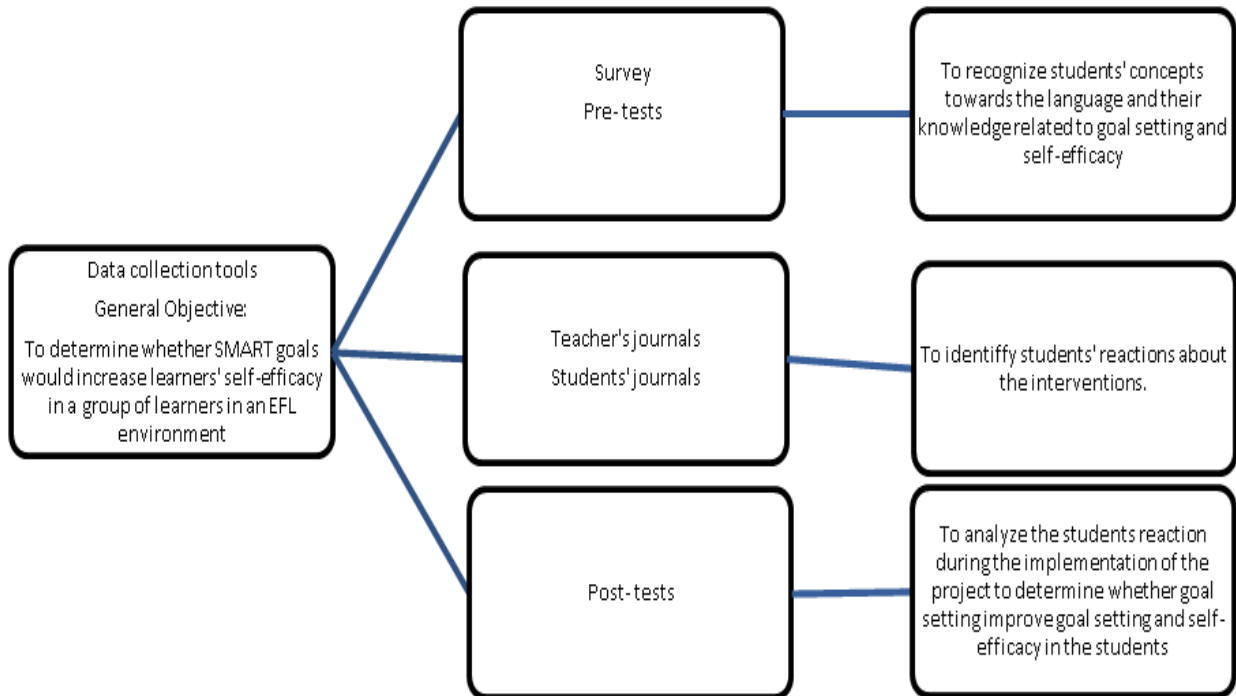 Data collection tools
General Objective:
To determine whether SMART goals
would increase learners' self-efficacy
in a group of learners in an EFL
environment
Survey
Pre- tests
To recognize students' concepts
towards the language and their
knowledge related to goal setting and
self-efficacy
Teacher's journals
Students' journals
To identiffy students' reactions about
the interventions.
Post- tests
To analyze the students reaction
during the implementation of the
project to determine whether goal
setting improve goal setting and self-
efficacy in the students